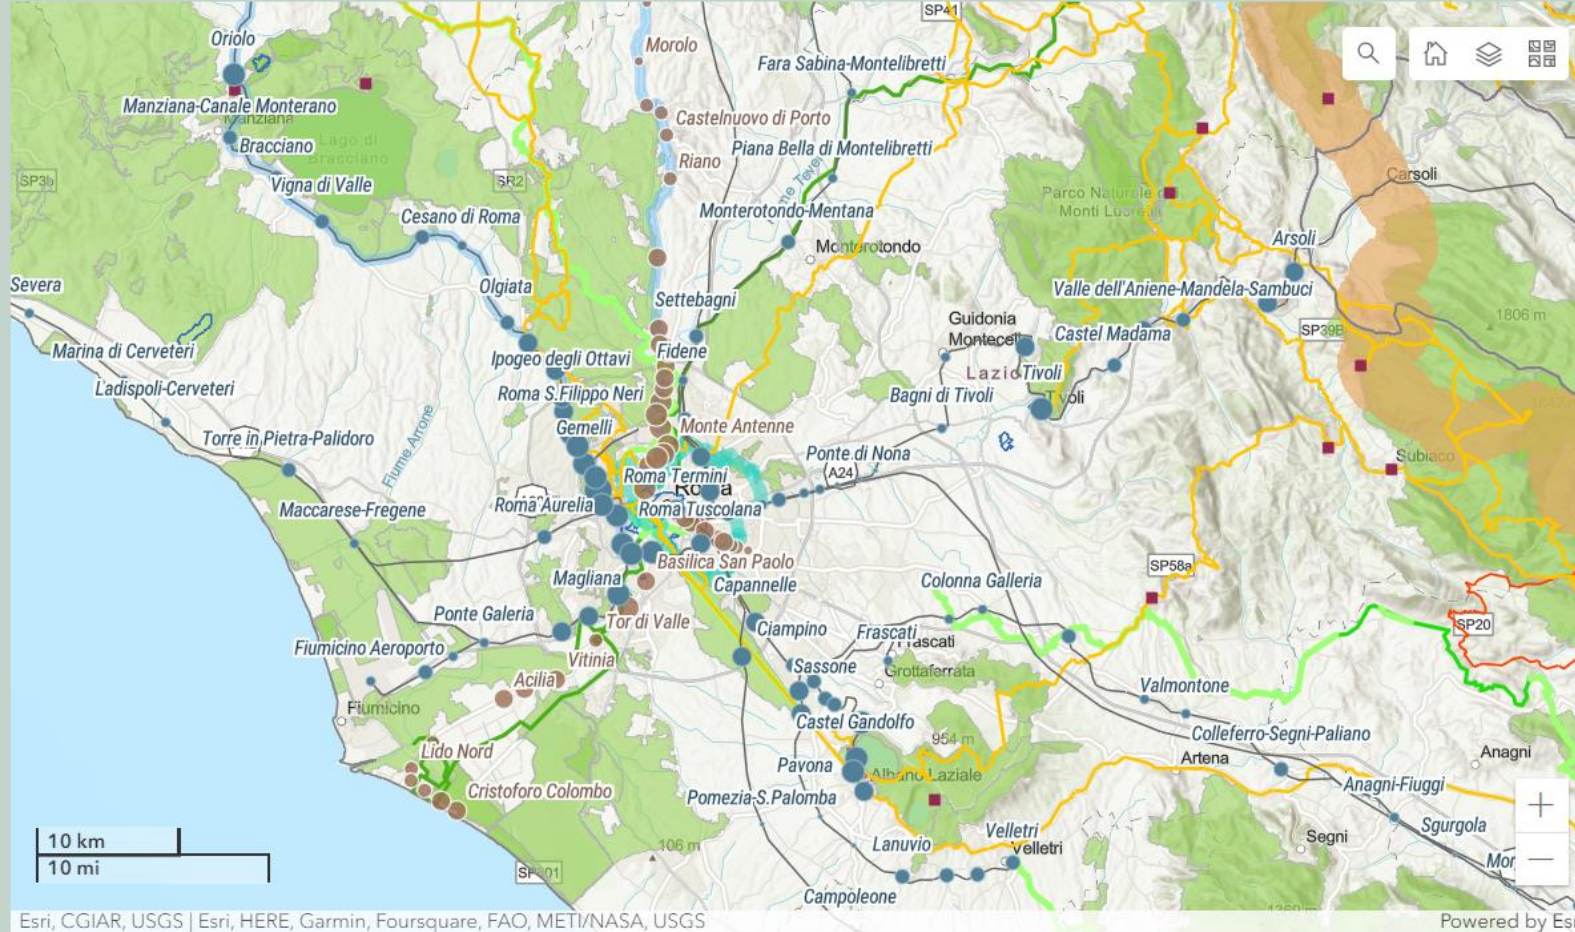 SP41
Oriolo
Morolo
Fara Sabina-Montelibretti
Manziana-Canale Monterano
Manziana
Castelnuovo di Porto
Bracciano
Lago di
Bracciano
Piana Bella di Montelibretti
Riano
Carsoli
SP3b
SR2
Vigna di Valle
Parco Naturale
Monti Lucretili
Cesano di Roma
Monterotondo-Mentana
Monterotondo
Arsoli
Severa
Olgiata
Settebagni
Valle dell'Aniene-Mandela-Sambuci
1806 m
Guidonia
Montecel
SP39B
Castel Madama
Marina di Cerveteri
Ipogeo degli Ottavi
Fidene
Lazio
Tivoli
Ladispoli-Cerveteri
Roma S.Filippo Neri
Bagni di Tivoli
Tivoli
Fiume Arrone
Gemelli
Monte Antenne
Torre in Pietra-Palidoro
Ponte di Nona
Subiaco
A24
Roma Termini
Roma
Maccarese-Fregene
Roma Aurelia
Roma Tuscolana
Basilica San Paolo
SP58a
Magliana
Capannelle
Colonna Galleria
Ponte Galeria
Tor di Valle
Ciampino
Frascati
Frascati
SP20
Fiumicino Aeroporto
Vitinia
Sassone
Grottaferrata
Acilia
Valmontone
Fiumicino
Castel Gandolfo
Colleferro-Segni-Paliano
954 m
Lido Nord
Pavona
Albano Laziale
Artena
Anagni
Cristoforo Colombo
Pomezia-S.Palomba
Anagni-Fiuggi
Sgurgola
10 km
Velletri
Segni
Lanuvio
Velletri
106 m
10 mi
Mor
Campoleone
Esri, CGIAR, USGS | Esri, HERE, Garmin, Foursquare, FAO, METI/NASA, USGS
Powered by Esri